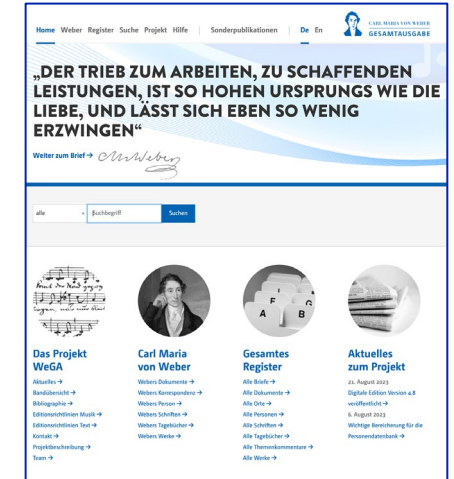 Home Weber Register Suche Projekt Hilfe Sonderpublikationen De En
CARL MARIA VON WEBER
GESAMTAUSGABE
„DER TRIEB ZUM ARBEITEN, ZU SCHAFFENDEN
LEISTUNGEN, IST SO HOHEN URSPRUNGS WIE DIE
LIEBE, UND LÄSST SICH EBEN SO WENIG
ERZWINGEN“
Weiter zum Brief →
alle Suchbegriff Suchen
Das Projekt
WeGA
Aktuelles →
Bandübersicht →
Bibliographie →
Editionsrichtlinien Musik →
Editionsrichtlinien Text →
Kontakt →
Projektbeschreibung →
Team →
Carl Maria
von Weber
Webers Dokumente →
Webers Korrespondenz →
Webers Person →
Webers Schriften →
Webers Tagebücher →
Webers Werke →
F G
A B
Gesamtes
Register
Alle Briefe →
Alle Dokumente →
Alle Orte →
Alle Personen →
Alle Schriften →
Alle Tagebücher →
Alle Themenkommentare →
Alle Werke →
Aktuelles
zum Projekt
21. August 2023
Digitale Edition Version 4.8
veröffentlicht →
6. August 2023
Wichtige Bereicherung für die
Personendatenbank →